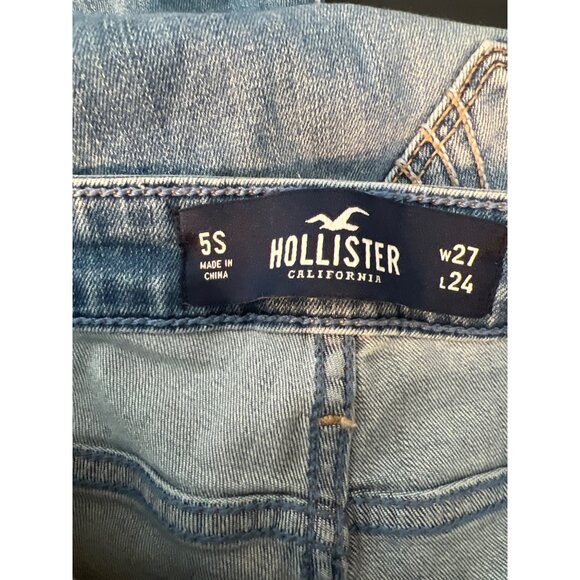 5S
MADE IN
CHINA
HOLLISTER
CALIFORNIA
W27
L24